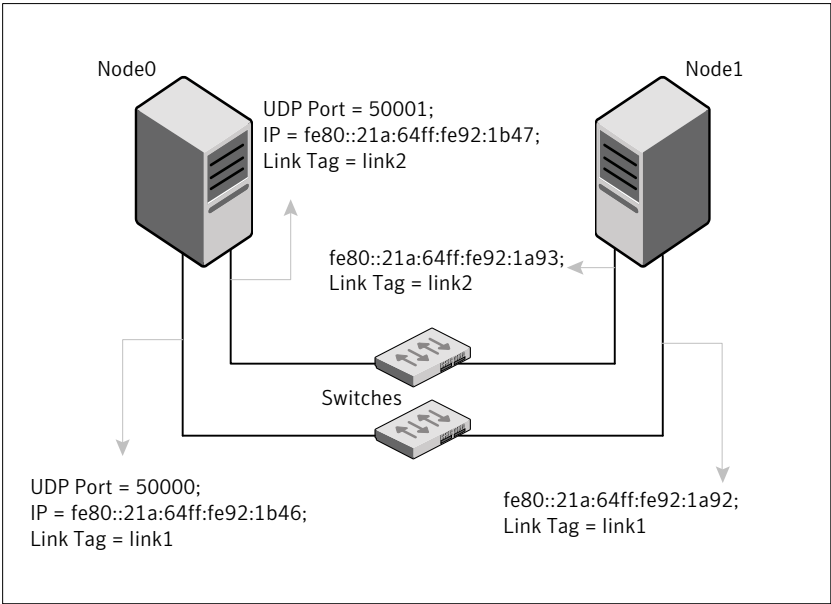 Node0
Node1
UDP Port = 50001;
IP = fe80::21a:64ff:fe92:1b47;
Link Tag = link2
fe80::21a:64ff:fe92:1a93;
Link Tag = link2
Switches
UDP Port = 50000;
IP = fe80::21a:64ff:fe92:1b46;
Link Tag = link1
fe80::21a:64ff:fe92:1a92;
Link Tag = link1